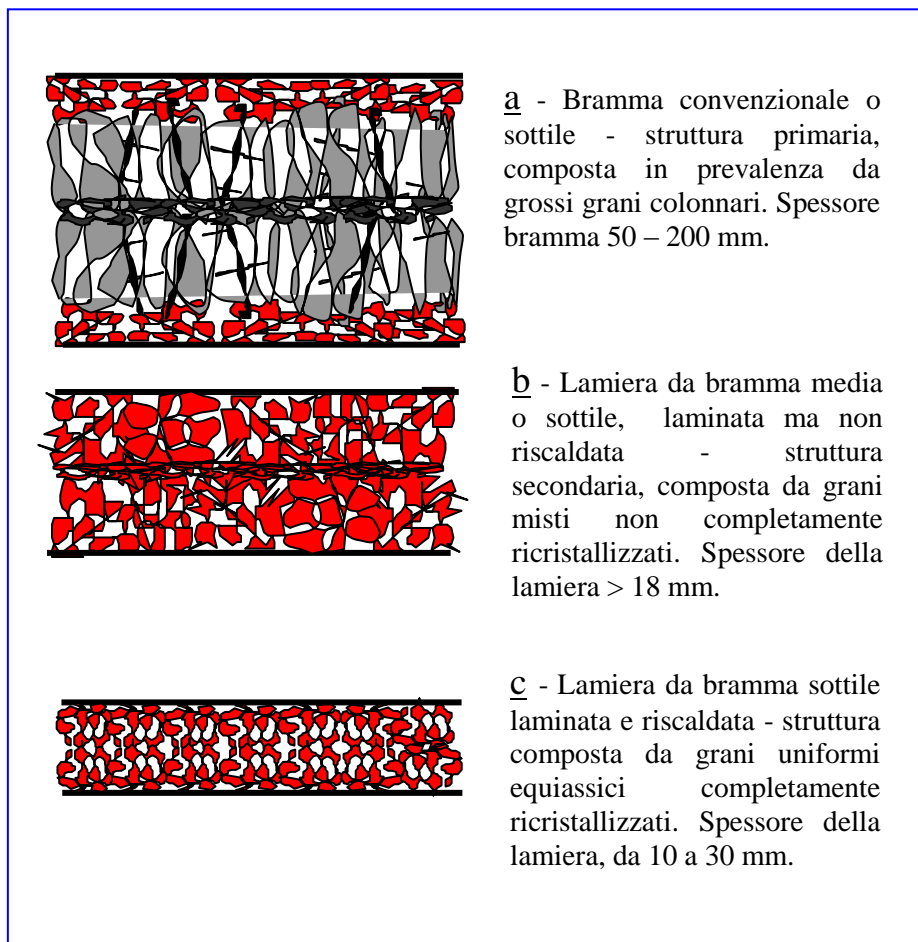 a - Bramma convenzionale o
sottile - struttura primaria,
composta in prevalenza da
grossi grani colonnari. Spessore
bramma 50 – 200 mm.
b - Lamiera da bramma media
o sottile, laminata ma non
riscaldata - struttura
secondaria, composta da grani
misti non completamente
ricristallizzati. Spessore della
lamiera > 18 mm.
c - Lamiera da bramma sottile
laminata e riscaldata - struttura
composta da grani uniformi
equiassici completamente
ricristallizzati. Spessore della
lamiera, da 10 a 30 mm.